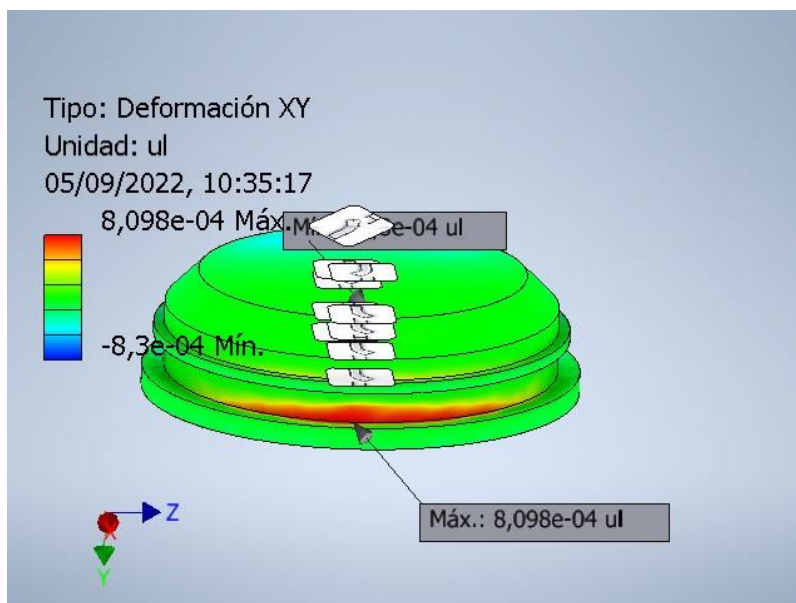 Tipo: Deformación XY
Unidad: ul
05/09/2022, 10:35:17
8,098e-04 Máx.
e-04 ul
-8,3e-04 Mín.
Z
X
Y
Máx.: 8,098e-04 ul